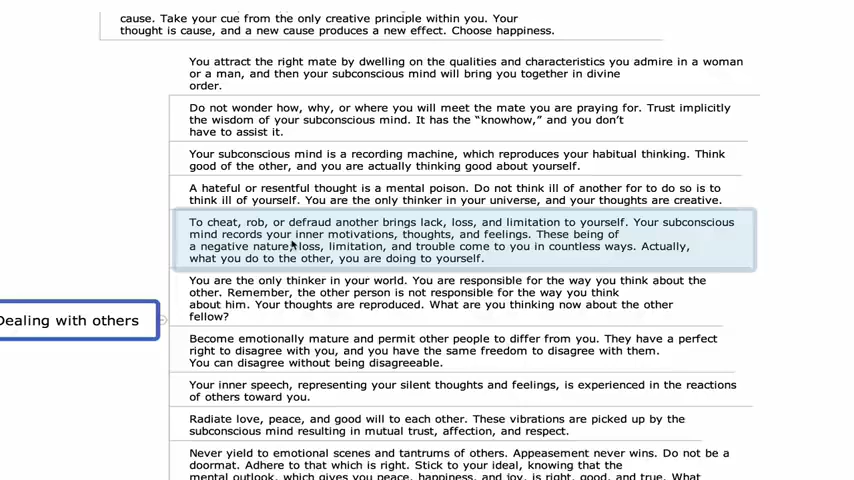 cause. Take your cue from the only creative principle within you. Your
thought is cause, and a new cause produces a new effect. Choose happiness.
You attract the right mate by dwelling on the qualities and characteristics you admire in a woman
or a man, and then your subconscious mind will bring you together in divine
order.
Do not wonder how, why, or where you will meet the mate you are praying for. Trust implicitly
the wisdom of your subconscious mind. It has the “knowhow,” and you don’t
have to assist it.
Your subconscious mind is a recording machine, which reproduces your habitual thinking. Think
good of the other, and you are actually thinking good about yourself.
A hateful or resentful thought is a mental poison. Do not think ill of another for to do so is to
think ill of yourself. You are the only thinker in your universe, and your thoughts are creative.
To cheat, rob, or defraud another brings lack, loss, and limitation to yourself. Your subconscious
mind records your inner motivations, thoughts, and feelings. These being of
a negative nature, loss, limitation, and trouble come to you in countless ways. Actually,
what you do to the other, you are doing to yourself.
You are the only thinker in your world. You are responsible for the way you think about the
other. Remember, the other person is not responsible for the way you think
about him. Your thoughts are reproduced. What are you thinking now about the other
fellow?
Dealing with others
Become emotionally mature and permit other people to differ from you. They have a perfect
right to disagree with you, and you have the same freedom to disagree with them.
You can disagree without being disagreeable.
Your inner speech, representing your silent thoughts and feelings, is experienced in the reactions
of others toward you.
Radiate love, peace, and good will to each other. These vibrations are picked up by the
subconscious mind resulting in mutual trust, affection, and respect.
Never yield to emotional scenes and tantrums of others. Appeasement never wins. Do not be a
doormat. Adhere to that which is right. Stick to your ideal, knowing that the
mental outlook, which gives you peace, happiness, and joy, is right, good, and true. What